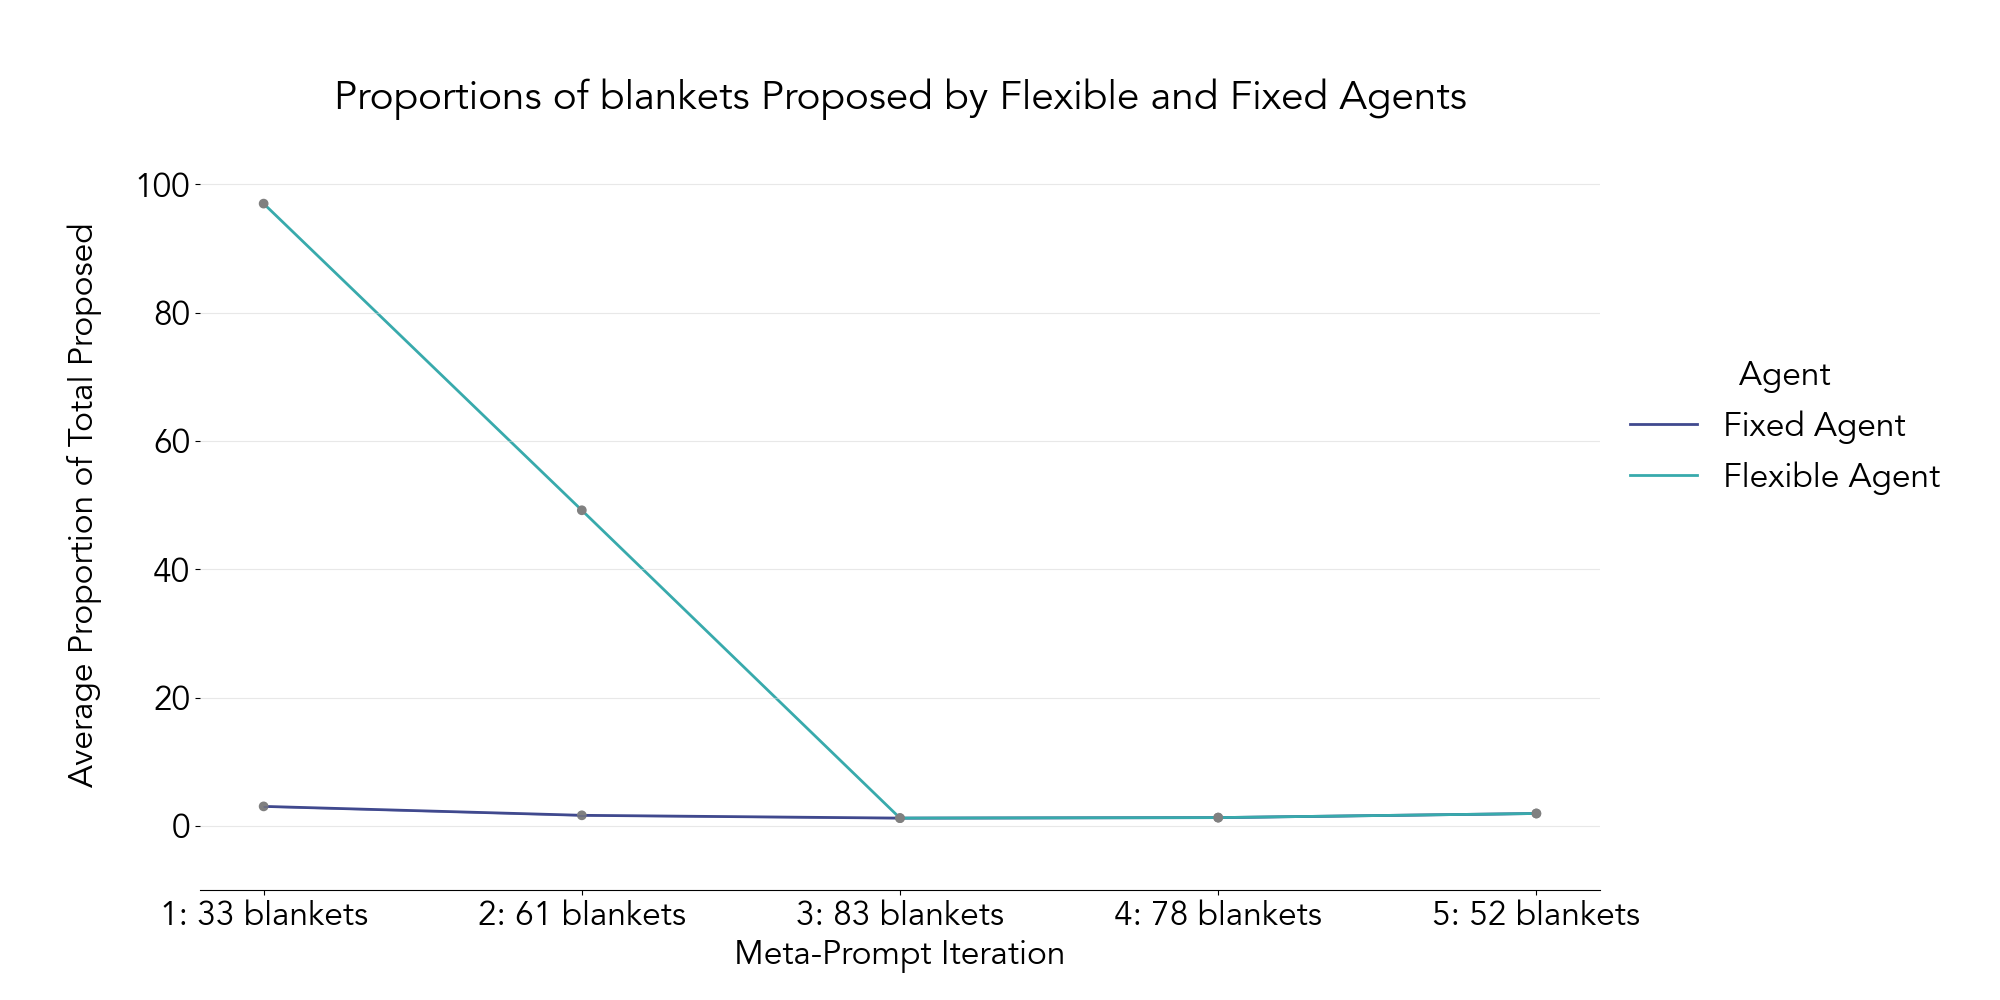 Proportions of blankets Proposed by Flexible and Fixed Agents
Average Proportion of Total Proposed
100
80
60
40
20
0
1: 33 blankets
2: 61 blankets
3: 83 blankets
4: 78 blankets
5: 52 blankets
Meta-Prompt Iteration
Agent
Fixed Agent
Flexible Agent